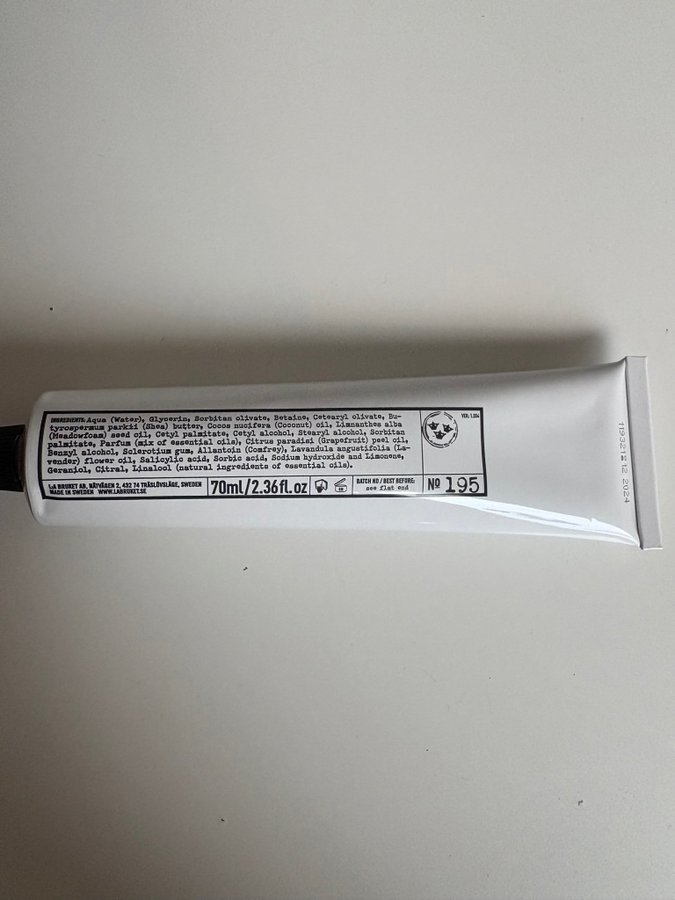 INGREDIENTS: Aqua (Water), Glycerin, Sorbitan olivate, Betaine, Cetearyl olivate, Bu-
tyrospermum parkii (Shea) butter, Cocos nucifera (Coconut) oil, Limnanthes alba
(Meadowfoam) seed oil, Cetyl palmitate, Cetyl alcohol, Stearyl alcohol, Sorbitan
palmitate, Parfum (mix of essential oils), Citrus paradisi (Grapefruit) peel oil,
Benzyl alcohol, Sclerotium gum, Allantoin (Comfrey), Lavandula angustifolia (La-
vender) flower oil, Salicylic acid, Sorbic acid, Sodium hydroxide and Limonene,
Geraniol, Citral, Linalool (natural ingredients of essential oils).
VER: 1.004
L:A BRUKET AB, NÄTVÄGEN 2, 432 74 TRÄSLÖVSLÄGE, SWEDEN
MADE IN SWEDEN WWW.LABRUKET.SE
70ml/2.36fl.oz
BATCH NO / BEST BEFORE:
see flat end
No 195
12 2024